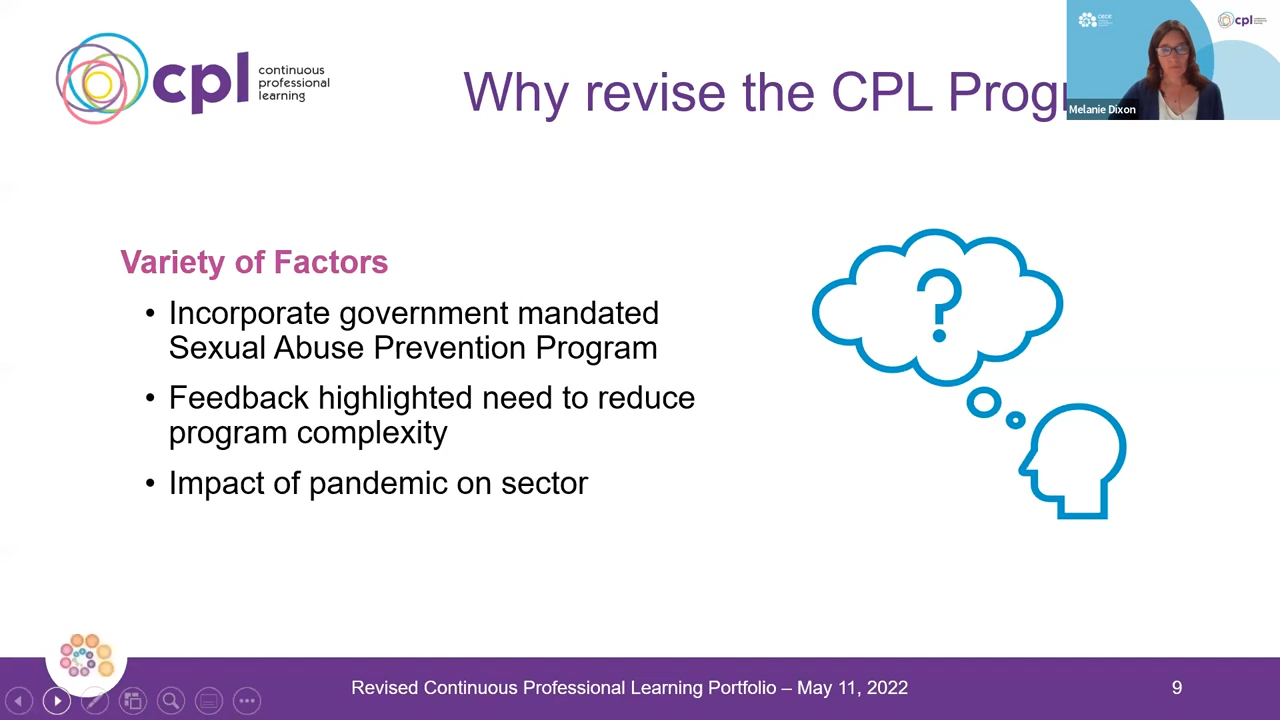 cpl continuous
professional
learning
Why revise the CPL Progr
CECE
cpl
Melanie Dixon
Variety of Factors
• Incorporate government mandated
Sexual Abuse Prevention Program
• Feedback highlighted need to reduce
program complexity
• Impact of pandemic on sector
?
Revised Continuous Professional Learning Portfolio – May 11, 2022
9